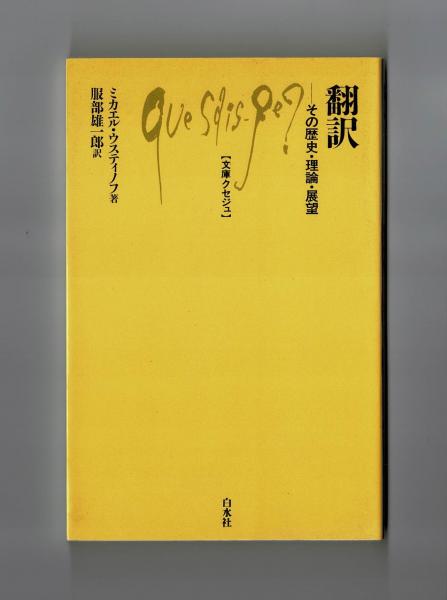 翻訳
──その歴史・理論・展望
Que sais-je?
【文庫クセジュ】
ミカエル・ウスティノフ著
服部雄一郎訳
白水社